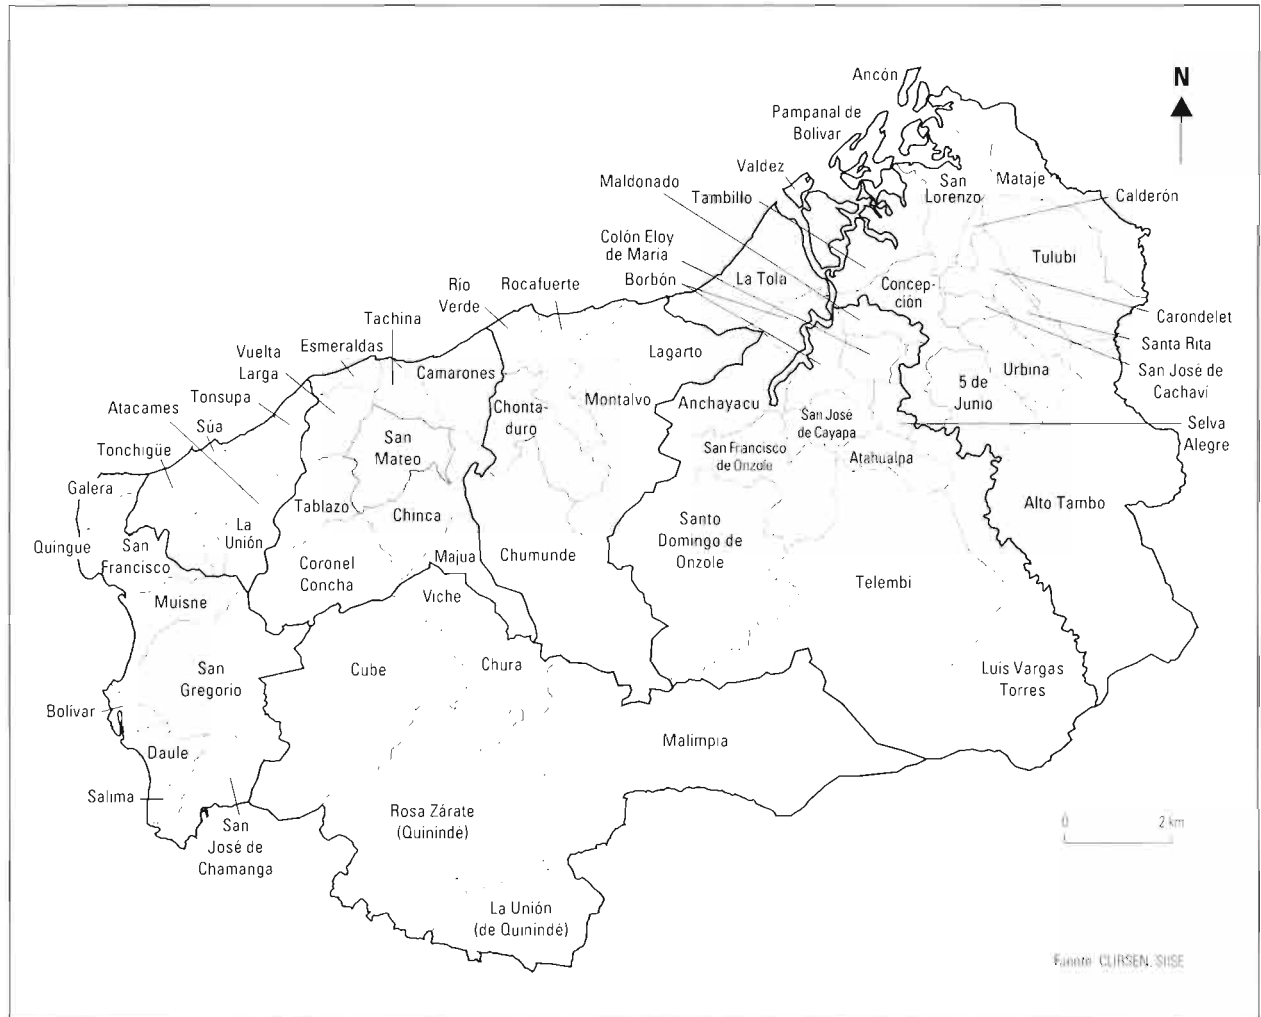 N
Ancón
Pampanal de
Bolívar
Valdez
Maldonado
Tambillo
San
Lorenzo
Mataje
Calderón
Colón Eloy
de María
Borbón
La Tola
Tulubí
Concep-
ción
Río
Verde
Rocafuerte
Tachina
Carondelet
Santa Rita
San José de
Cachaví
Vuelta
Larga
Esmeraldas
Camarones
Lagarto
Urbina
5 de
Junio
Tonsupa
Atacames
Súa
Tonchigüe
Galera
Montalvo
Chonta-
duro
Anchayacu
San José
de Cayapa
Selva
Alegre
San
Mateo
San Francisco
de Onzole
Atahualpa
Tablazo
Chinca
La
Unión
Santo
Domingo de
Onzole
Alto Tambo
Quingue
San
Francisco
Coronel
Concha
Majua
Chumunde
Telembí
Muisne
Viche
San
Gregorio
Cube
Chura
Luis Vargas
Torres
Bolívar
Daule
Malimpia
Salima
San
José de
Chamanga
Rosa Zárate
(Quinindé)
0 2 km
La Unión
(de Quinindé)
Fuente: CLIRSEN, SIISE